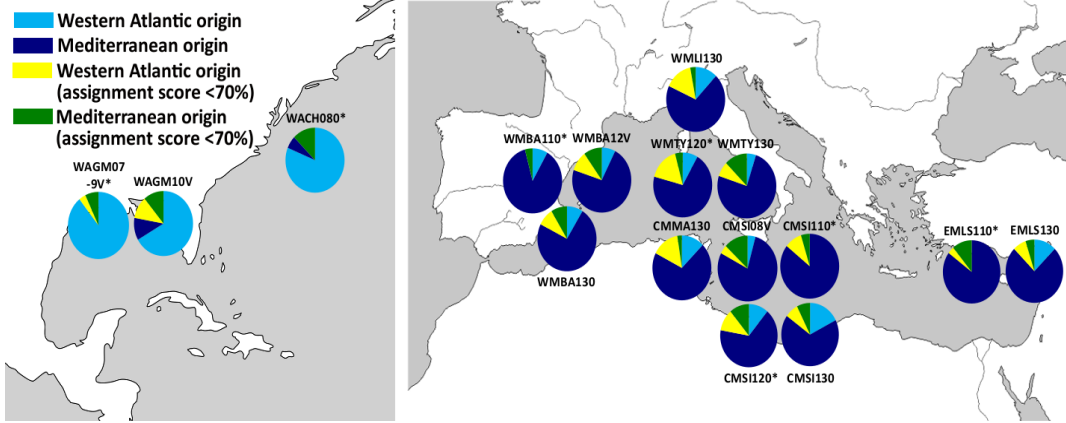 Western Atlantic origin
Mediterranean origin
Western Atlantic origin
(assignment score <70%)
Mediterranean origin
(assignment score <70%)
WACH080*
WAGM07
-9V*
WAGM10V
WMLI130
WMBA110*
WMBA12V
WMTY120*
WMTY130
WMBA130
CMMA130
CMSI08V
CMSI110*
EMLS110*
EMLS130
CMSI120*
CMSI130